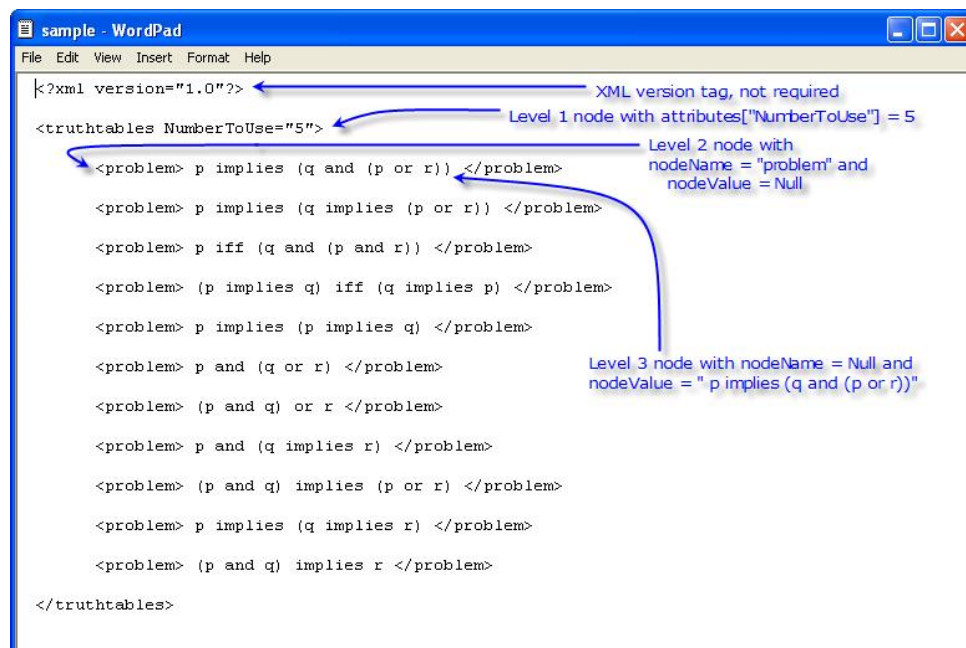 sample - WordPad
File Edit View Insert Format Help
<?xml version="1.0"?>
XML version tag, not required
<truthtables NumberToUse="5">
Level 1 node with attributes["NumberToUse"] = 5
Level 2 node with
nodeName = "problem" and
nodeValue = Null
<problem> p implies (q and (p or r)) </problem>
<problem> p implies (q implies (p or r)) </problem>
<problem> p iff (q and (p and r)) </problem>
<problem> (p implies q) iff (q implies p) </problem>
<problem> p implies (p implies q) </problem>
<problem> p and (q or r) </problem>
Level 3 node with nodeName = Null and
nodeValue = " p implies (q and (p or r))"
<problem> (p and q) or r </problem>
<problem> p and (q implies r) </problem>
<problem> (p and q) implies (p or r) </problem>
<problem> p implies (q implies r) </problem>
<problem> (p and q) implies r </problem>
</truthtables>